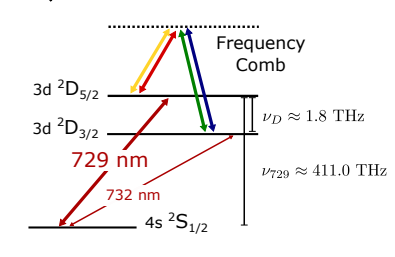 Frequency
Comb
3d ²D₅/₂
3d ²D₃/₂
ν_D ≈ 1.8 THz
729 nm
ν₇₂₉ ≈ 411.0 THz
732 nm
4s ²S₁/₂